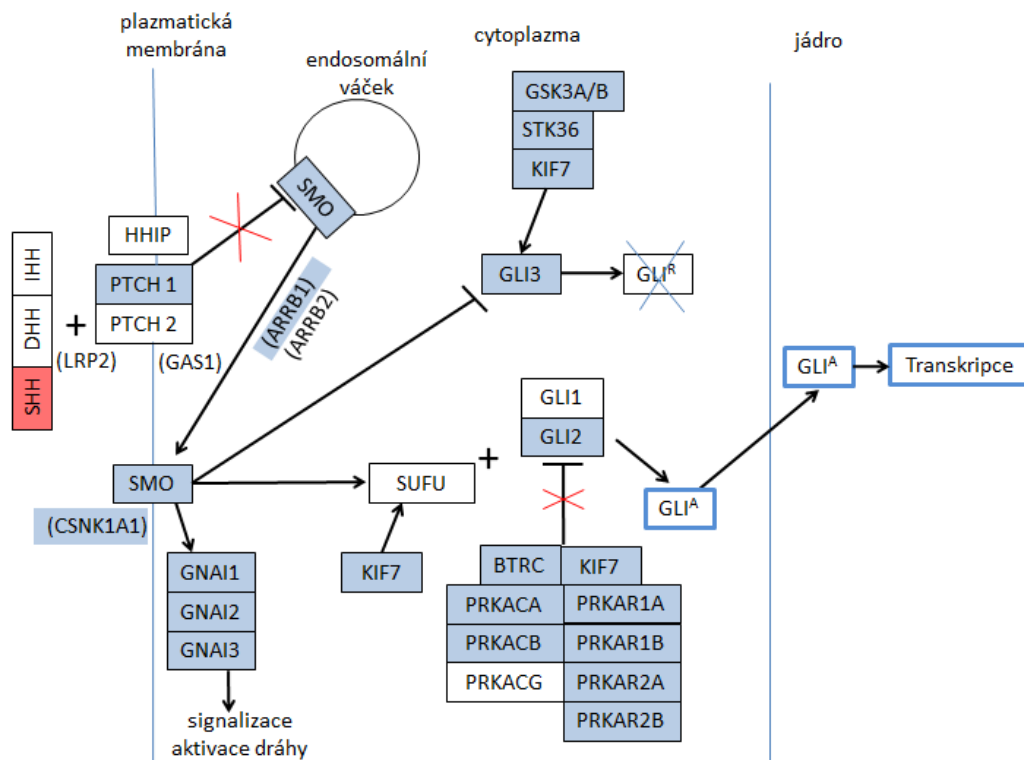 plazmatická
membrána
endosomální
váček
cytoplazma
jádro
GSK3A/B
STK36
KIF7
SMO
HHIP
PTCH 1
PTCH 2
IHH
DHH
SHH
+
(LRP2)
(GAS1)
(ARRB1)
(ARRB2)
GLI3
GLIᴿ
GLIᴬ
Transkripce
GLI1
GLI2
+
GLIᴬ
SMO
(CSNK1A1)
SUFU
KIF7
GNAI1
GNAI2
GNAI3
signalizace
aktivace dráhy
BTRC
KIF7
PRKACA
PRKAR1A
PRKACB
PRKAR1B
PRKACG
PRKAR2A
PRKAR2B